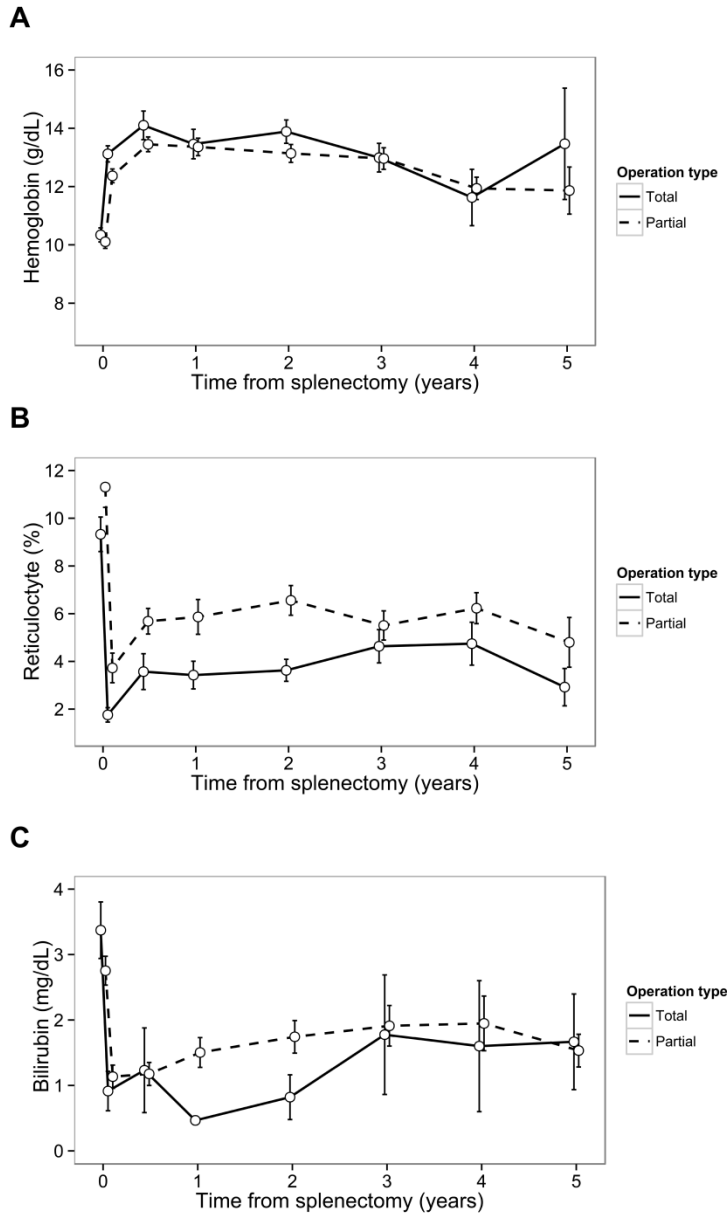 A
16
14
12
10
8
Hemoglobin (g/dL)
0 1 2 3 4 5
Time from splenectomy (years)
Operation type
Total
Partial
B
12
10
8
6
4
2
Reticuloctyte (%)
0 1 2 3 4 5
Time from splenectomy (years)
Operation type
Total
Partial
C
4
3
2
1
0
Bilirubin (mg/dL)
0 1 2 3 4 5
Time from splenectomy (years)
Operation type
Total
Partial